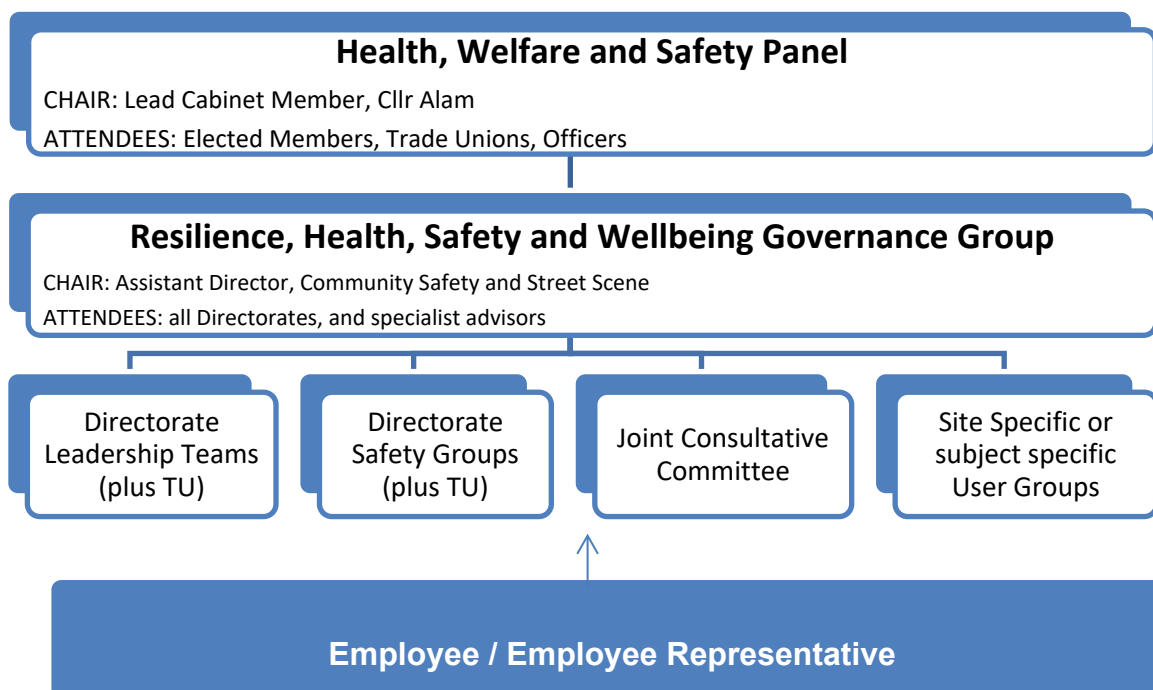 Health, Welfare and Safety Panel
CHAIR: Lead Cabinet Member, Cllr Alam
ATTENDEES: Elected Members, Trade Unions, Officers
Resilience, Health, Safety and Wellbeing Governance Group
CHAIR: Assistant Director, Community Safety and Street Scene
ATTENDEES: all Directorates, and specialist advisors
Directorate
Leadership Teams
(plus TU)
Directorate
Safety Groups
(plus TU)
Joint Consultative
Committee
Site Specific or
subject specific
User Groups
Employee / Employee Representative